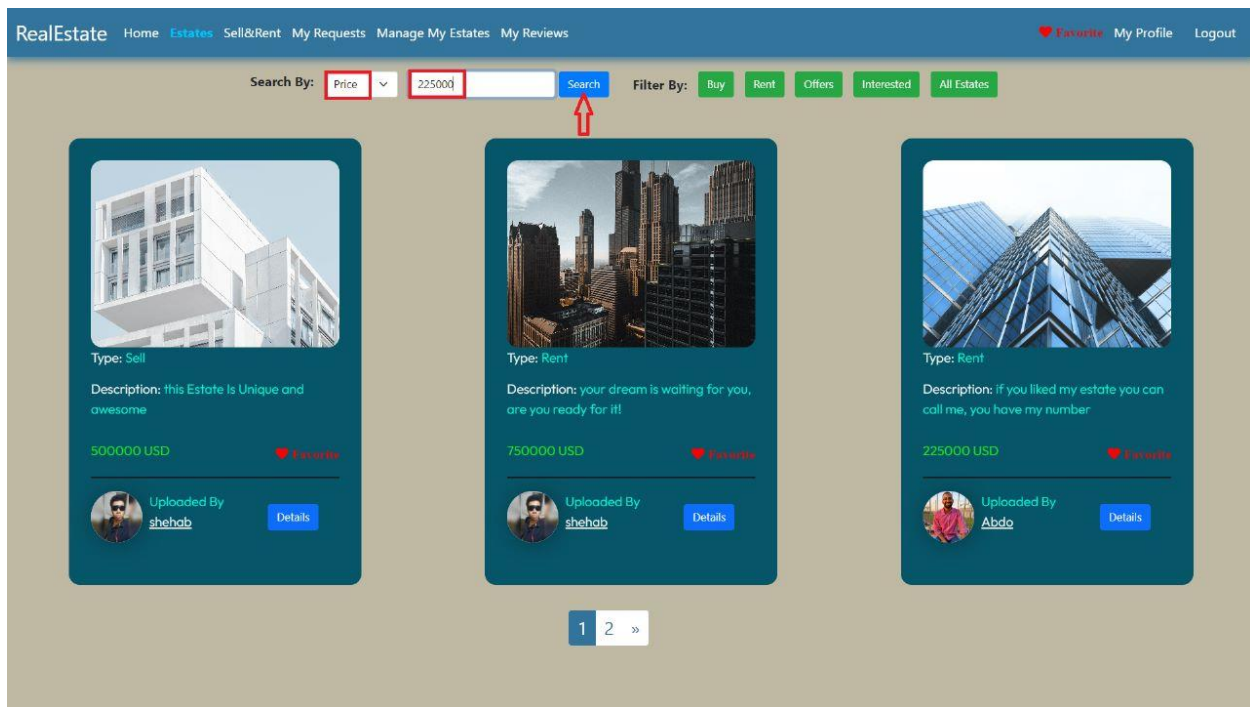 RealEstate Home Estates Sell&Rent My Requests Manage My Estates My Reviews Favorite My Profile Logout
Search By: Price 225000 Search Filter By: Buy Rent Offers Interested All Estates
Type: Sell
Description: this Estate Is Unique and
awesome
500000 USD Favorite
Uploaded By
shehab
Details
Type: Rent
Description: your dream is waiting for you,
are you ready for it!
750000 USD Favorite
Uploaded By
shehab
Details
Type: Rent
Description: if you liked my estate you can
call me, you have my number
225000 USD Favorite
Uploaded By
Abdo
Details
1 2 »